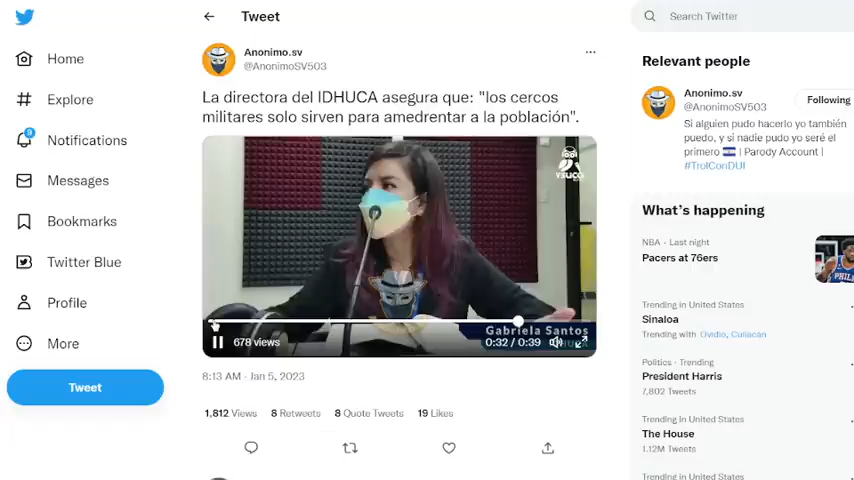 Tweet
Home
Explore
9
Notifications
Messages
Bookmarks
Twitter Blue
Profile
More
Tweet
Anonimo.sv
@AnonimoSV503
La directora del IDHUCA asegura que: "los cercos
militares solo sirven para amedrentar a la población".
YSUCA
Gabriela Santos
678 views
0:32 / 0:39
8:13 AM · Jan 5, 2023
1,812 Views 8 Retweets 8 Quote Tweets 19 Likes
Search Twitter
Relevant people
Anonimo.sv
@AnonimoSV503
Following
Si alguien pudo hacerlo yo también
puedo, y si nadie pudo yo seré el
primero | Parody Account |
#TrolConDUI
What's happening
NBA · Last night
Pacers at 76ers
PHIL
Trending in United States
Sinaloa
Trending with Ovidio, Culiacan
Politics · Trending
President Harris
7,802 Tweets
Trending in United States
The House
1.12M Tweets
Trending in United States